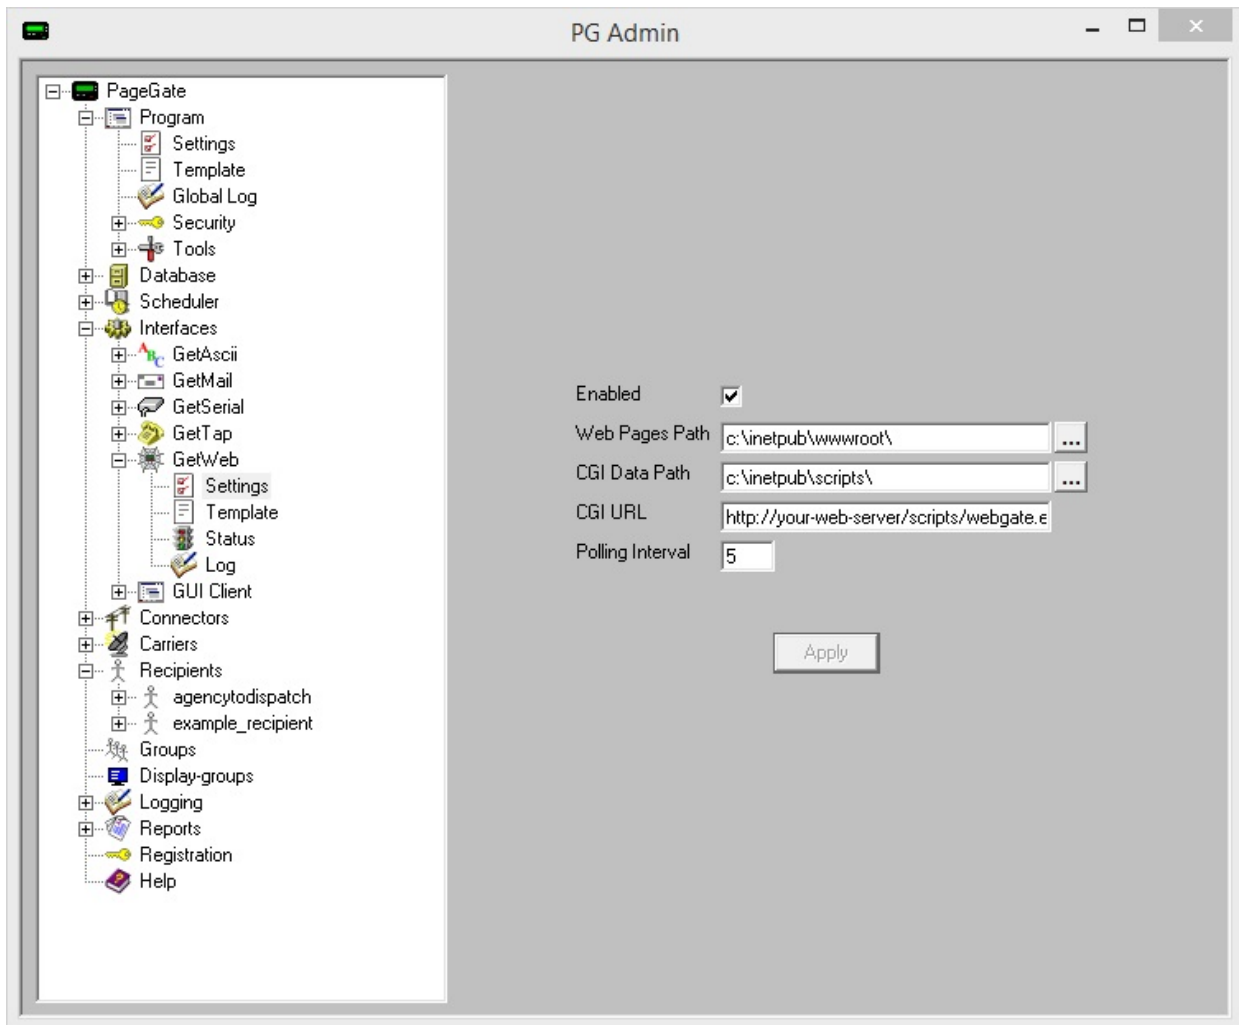 PG Admin
PageGate
Program
Settings
Template
Global Log
Security
Tools
Database
Scheduler
Interfaces
GetAscii
GetMail
GetSerial
GetTap
GetWeb
Settings
Template
Status
Log
GUI Client
Connectors
Carriers
Recipients
agencytodispatch
example_recipient
Groups
Display-groups
Logging
Reports
Registration
Help
Enabled
Web Pages Path c:\inetpub\wwwroot\ ...
CGI Data Path c:\inetpub\scripts\ ...
CGI URL http://your-web-server/scripts/webgate.e
Polling Interval 5
Apply